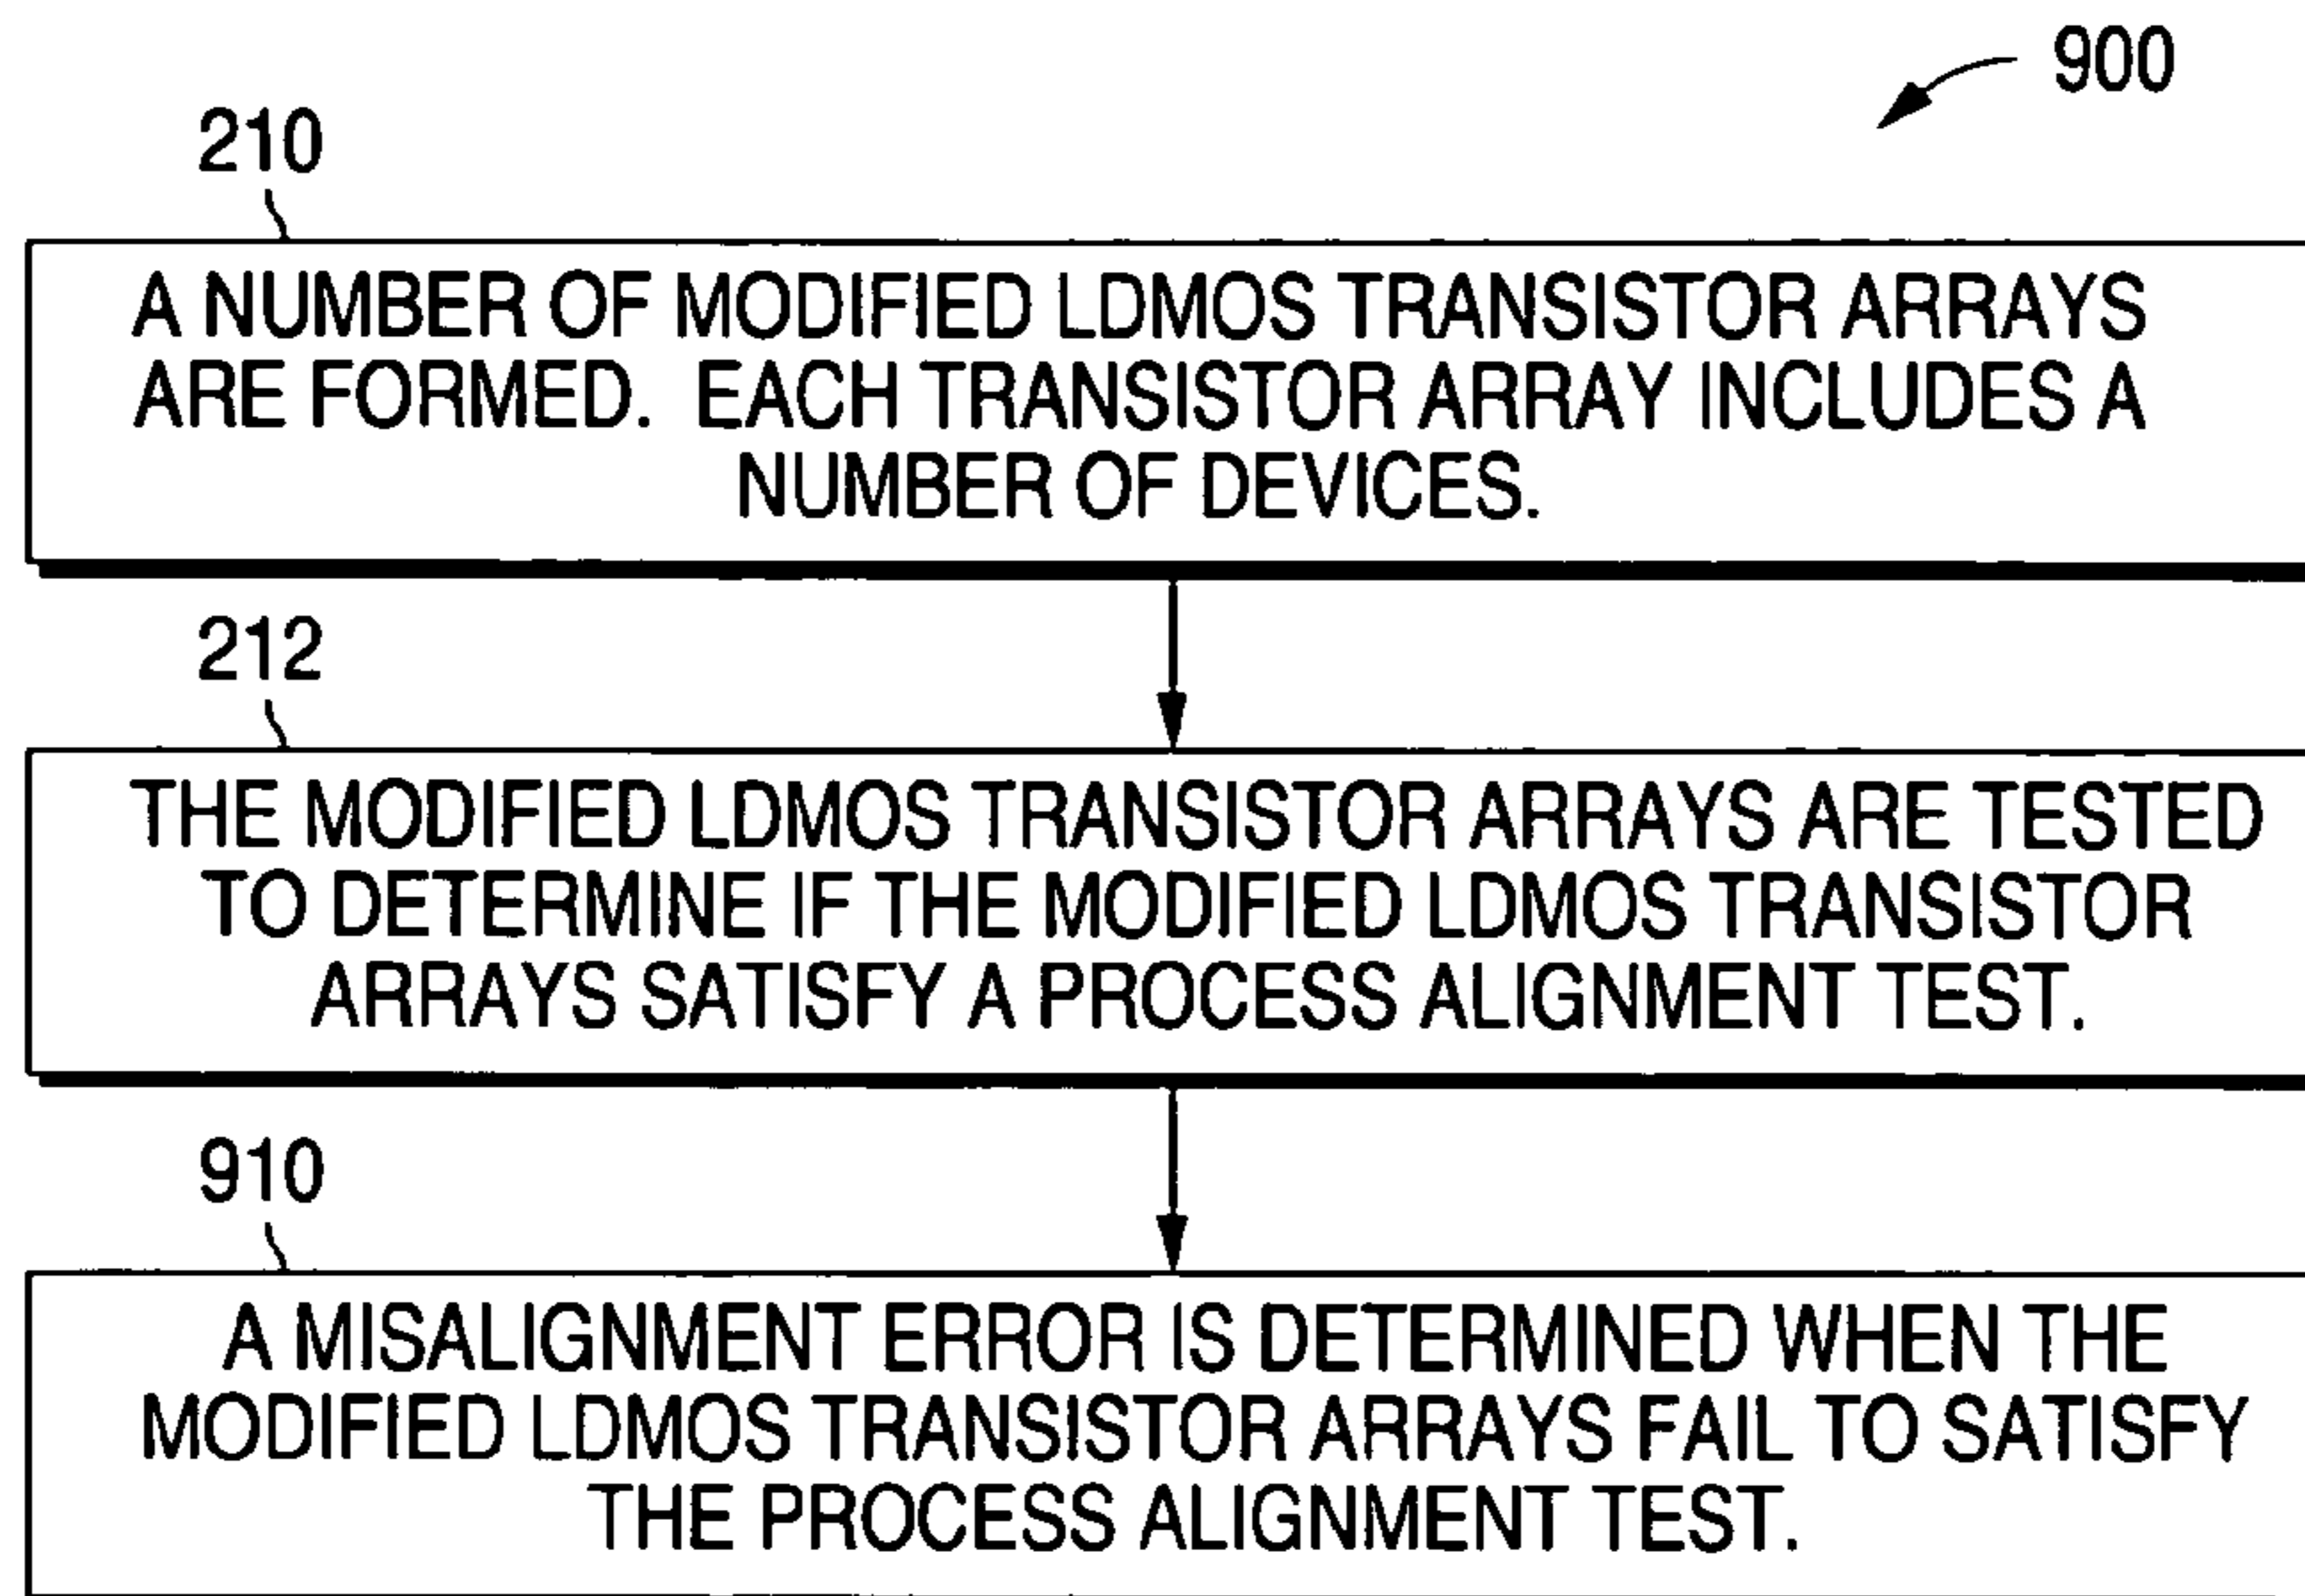 900
210
A NUMBER OF MODIFIED LDMOS TRANSISTOR ARRAYS
ARE FORMED. EACH TRANSISTOR ARRAY INCLUDES A
NUMBER OF DEVICES.
212
THE MODIFIED LDMOS TRANSISTOR ARRAYS ARE TESTED
TO DETERMINE IF THE MODIFIED LDMOS TRANSISTOR
ARRAYS SATISFY A PROCESS ALIGNMENT TEST.
910
A MISALIGNMENT ERROR IS DETERMINED WHEN THE
MODIFIED LDMOS TRANSISTOR ARRAYS FAIL TO SATISFY
THE PROCESS ALIGNMENT TEST.